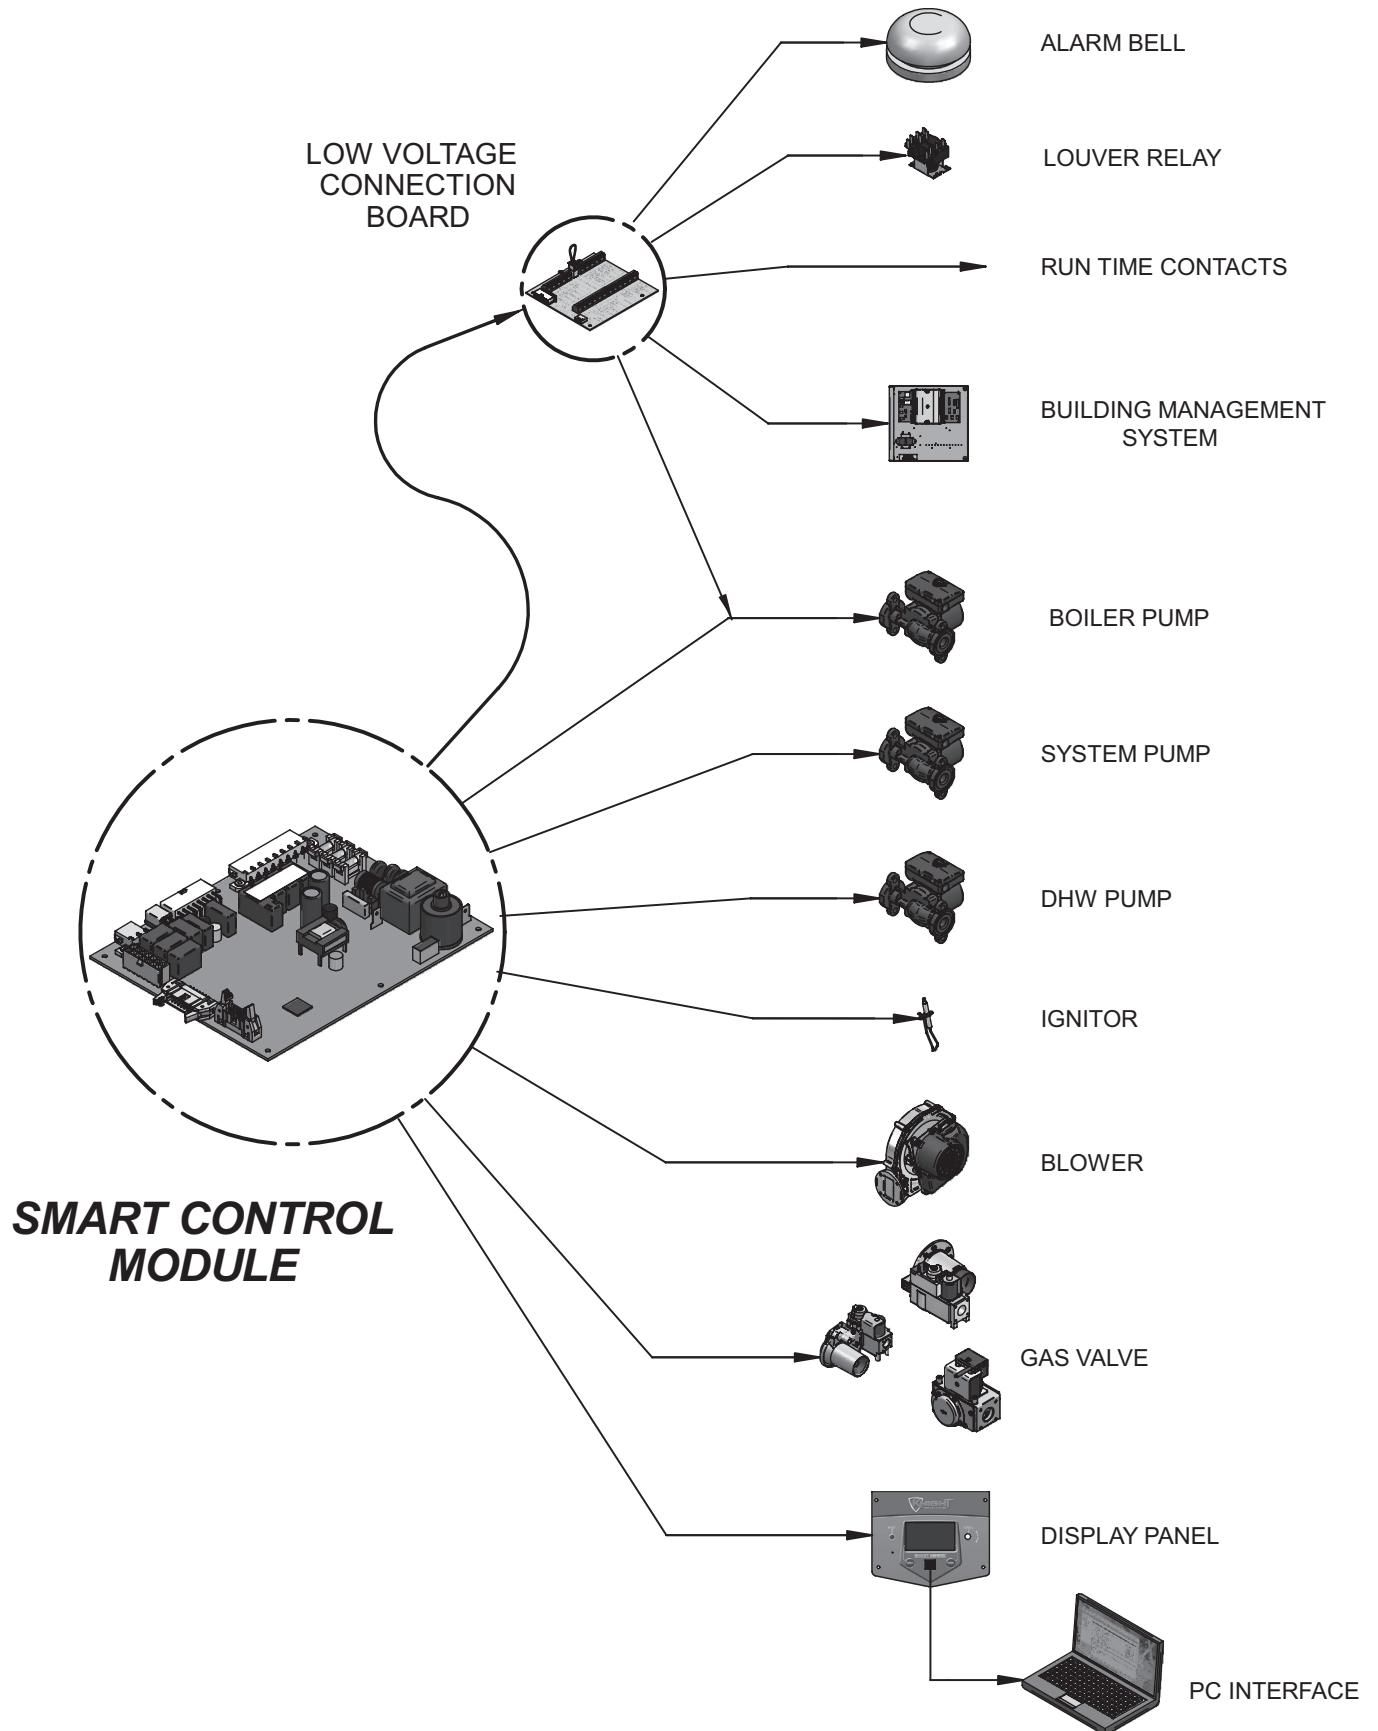 ALARM BELL
LOW VOLTAGE
CONNECTION
BOARD
LOUVER RELAY
RUN TIME CONTACTS
BUILDING MANAGEMENT
SYSTEM
BOILER PUMP
SYSTEM PUMP
DHW PUMP
IGNITOR
BLOWER
SMART CONTROL
MODULE
GAS VALVE
KNIGHT
DISPLAY PANEL
PC INTERFACE